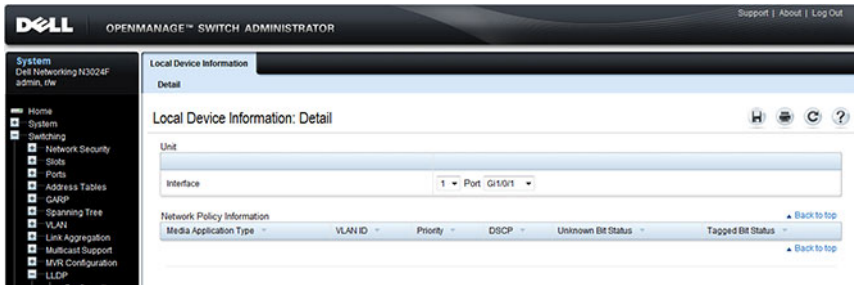 Support | About | Log Out
DELL OPENMANAGE™ SWITCH ADMINISTRATOR
System
Dell Networking N3024F
admin, r/w
Home
System
Switching
Network Security
Slots
Ports
Address Tables
GARP
Spanning Tree
VLAN
Link Aggregation
Multicast Support
MVR Configuration
LLDP
Local Device Information
Detail
Local Device Information: Detail
?
Unit
Interface 1 Port Gi1/0/1
Back to top
Network Policy Information
Media Application Type VLAN ID Priority DSCP Unknown Bit Status Tagged Bit Status
Back to top